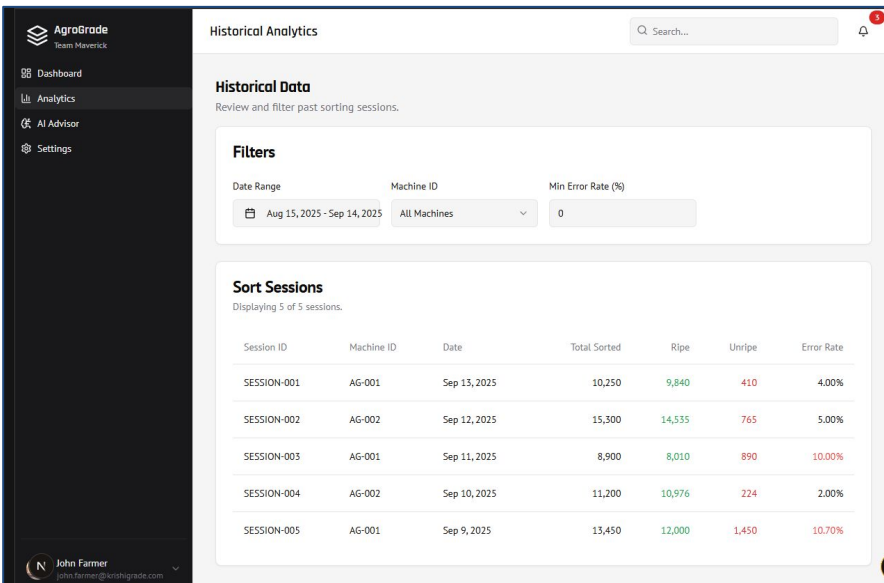 AgroGrade
Team Maverick
Dashboard
Analytics
AI Advisor
Settings
John Farmer
john.farmer@krishigrade.com
N
Historical Analytics
Search...
3
Historical Data
Review and filter past sorting sessions.
Filters
Date Range Machine ID Min Error Rate (%)
Aug 15, 2025 - Sep 14, 2025 All Machines 0
Sort Sessions
Displaying 5 of 5 sessions.
Session ID Machine ID Date Total Sorted Ripe Unripe Error Rate
SESSION-001 AG-001 Sep 13, 2025 10,250 9,840 410 4.00%
SESSION-002 AG-002 Sep 12, 2025 15,300 14,535 765 5.00%
SESSION-003 AG-001 Sep 11, 2025 8,900 8,010 890 10.00%
SESSION-004 AG-002 Sep 10, 2025 11,200 10,976 224 2.00%
SESSION-005 AG-001 Sep 9, 2025 13,450 12,000 1,450 10.70%